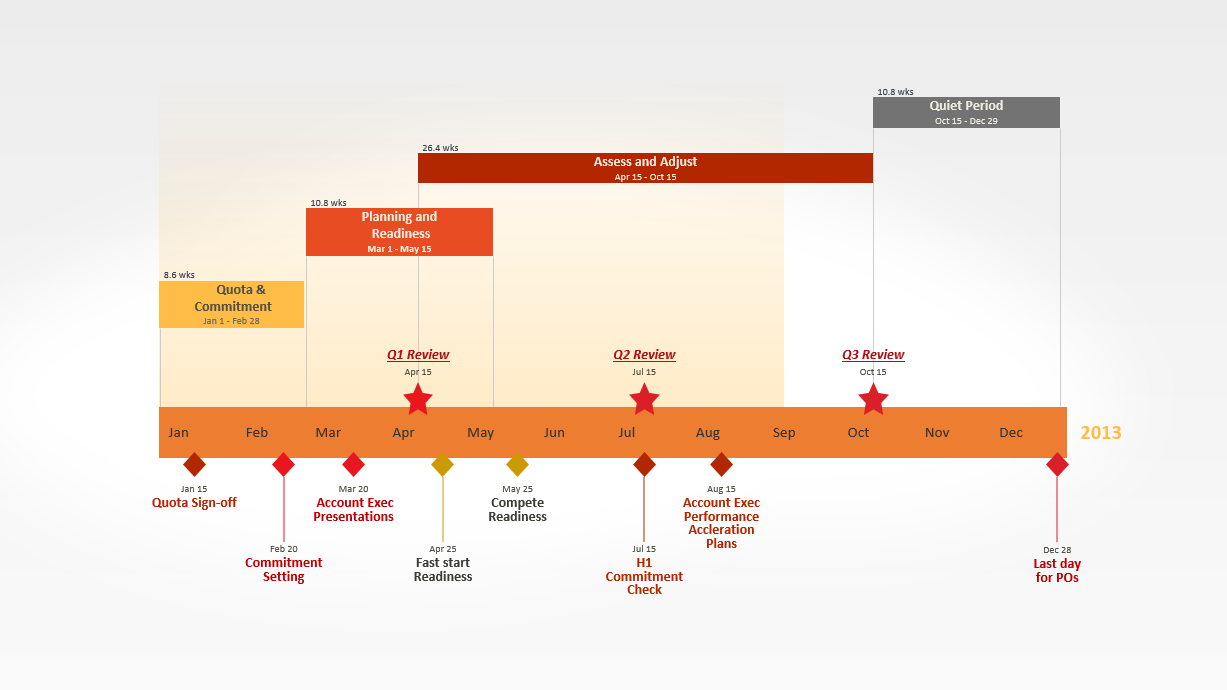 10.8 wks
Quiet Period
Oct 15 - Dec 29
26.4 wks
Assess and Adjust
Apr 15 - Oct 15
10.8 wks
Planning and
Readiness
Mar 1 - May 15
8.6 wks
Quota &
Commitment
Jan 1 - Feb 28
Q1 Review
Apr 15
Q2 Review
Jul 15
Q3 Review
Oct 15
Jan Feb Mar Apr May Jun Jul Aug Sep Oct Nov Dec 2013
Jan 15
Quota Sign-off
Feb 20
Commitment
Setting
Mar 20
Account Exec
Presentations
Apr 25
Fast start
Readiness
May 25
Compete
Readiness
Jul 15
H1
Commitment
Check
Aug 15
Account Exec
Performance
Accleration
Plans
Dec 28
Last day
for POs